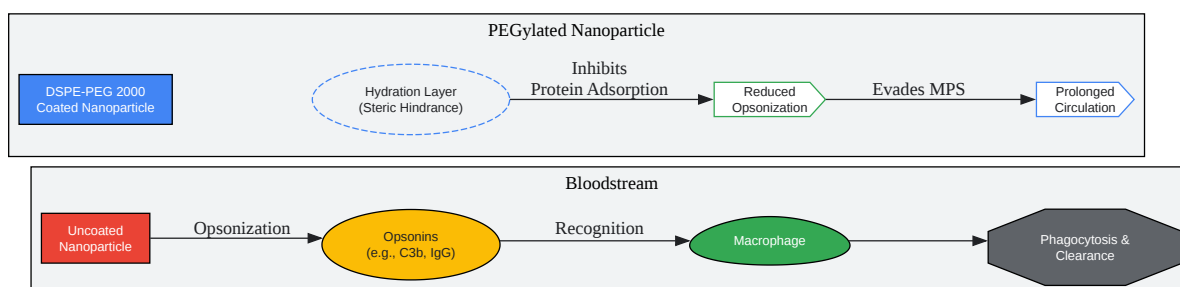 PEGylated Nanoparticle
DSPE-PEG 2000
Coated Nanoparticle
Hydration Layer
(Steric Hindrance)
Inhibits
Protein Adsorption
Reduced
Opsonization
Evades MPS
Prolonged
Circulation
Bloodstream
Uncoated
Nanoparticle
Opsonization
Opsonins
(e.g., C3b, IgG)
Recognition
Macrophage
Phagocytosis &
Clearance